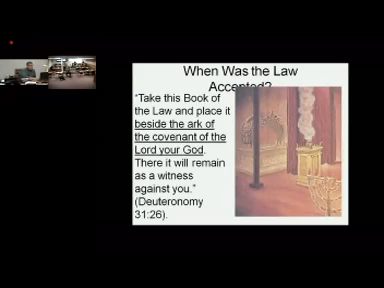 When Was the Law
Accepted?
"Take this Book of
the Law and place it
beside the ark of
the covenant of the
Lord your God.
There it will remain
as a witness
against you."
(Deuteronomy
31:26).